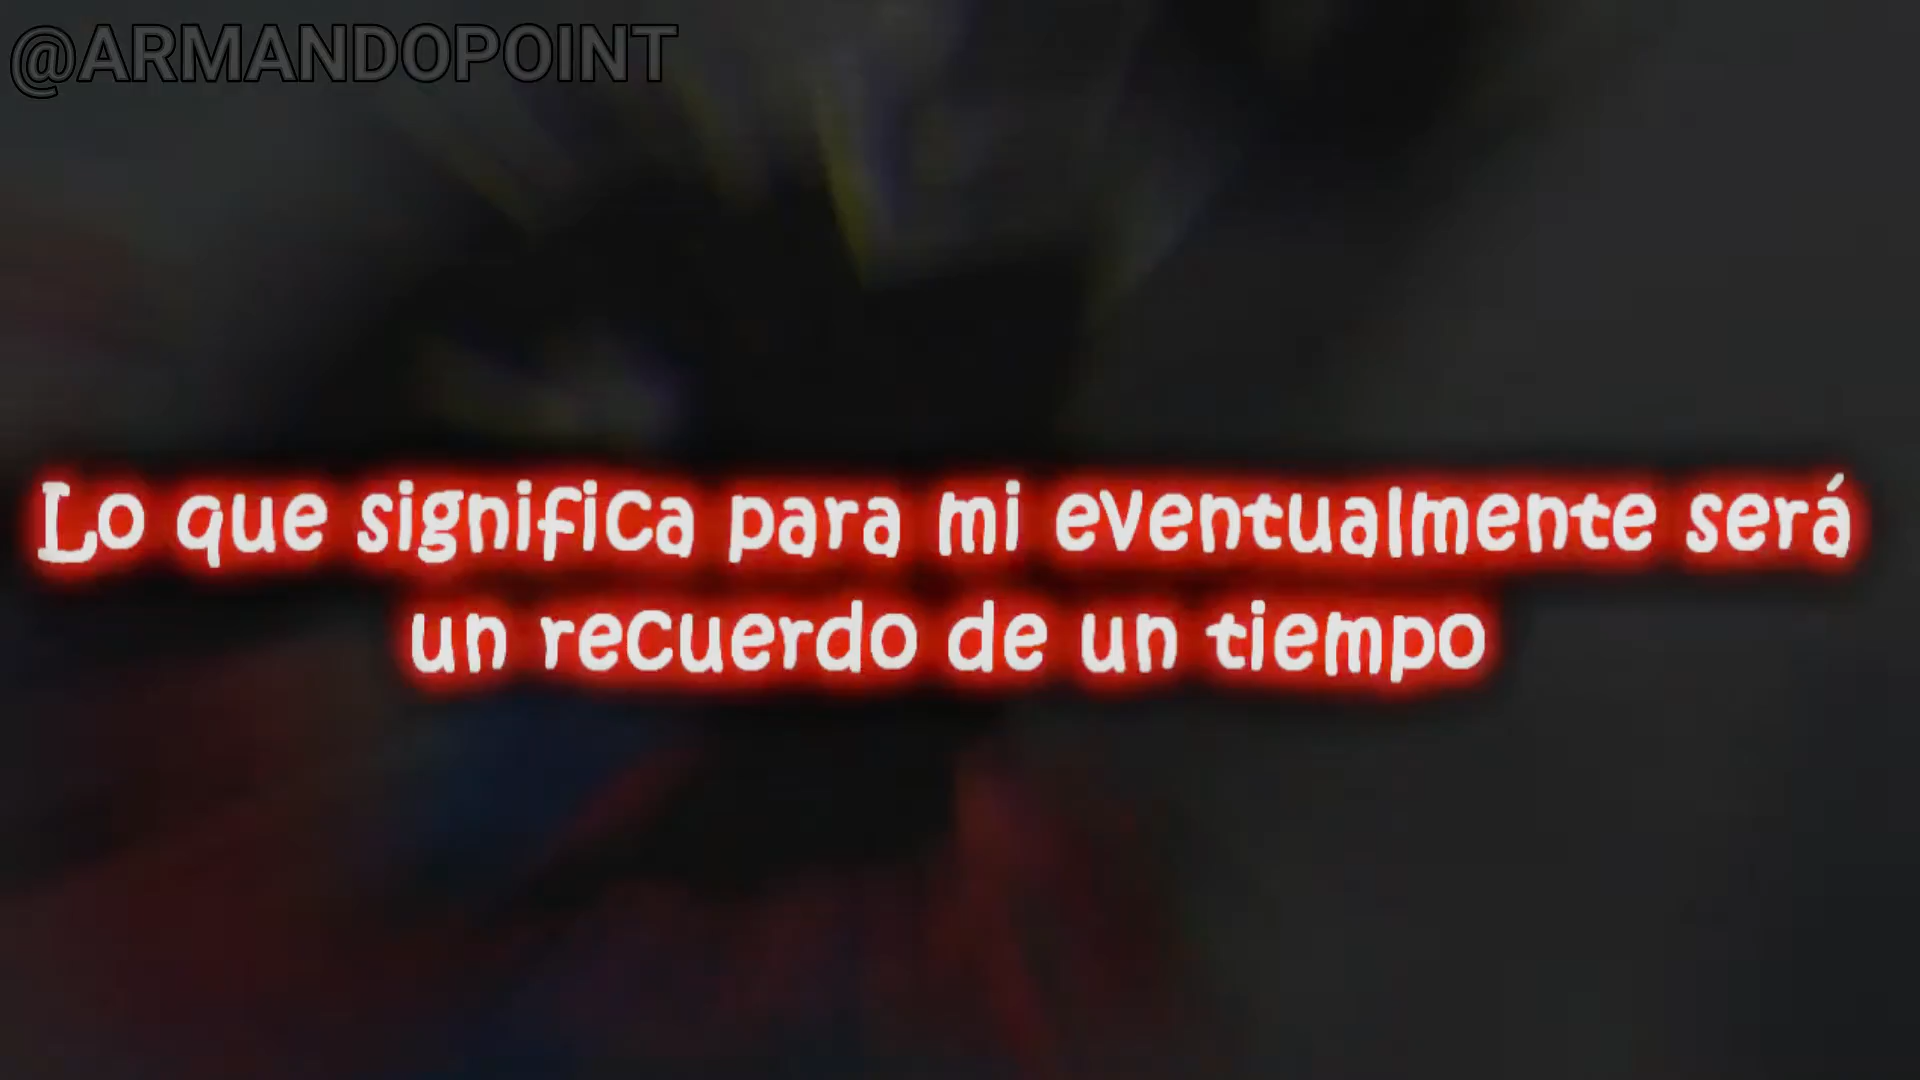 @ARMANDOPOINT
Lo que significa para mi eventualmente será
un recuerdo de un tiempo